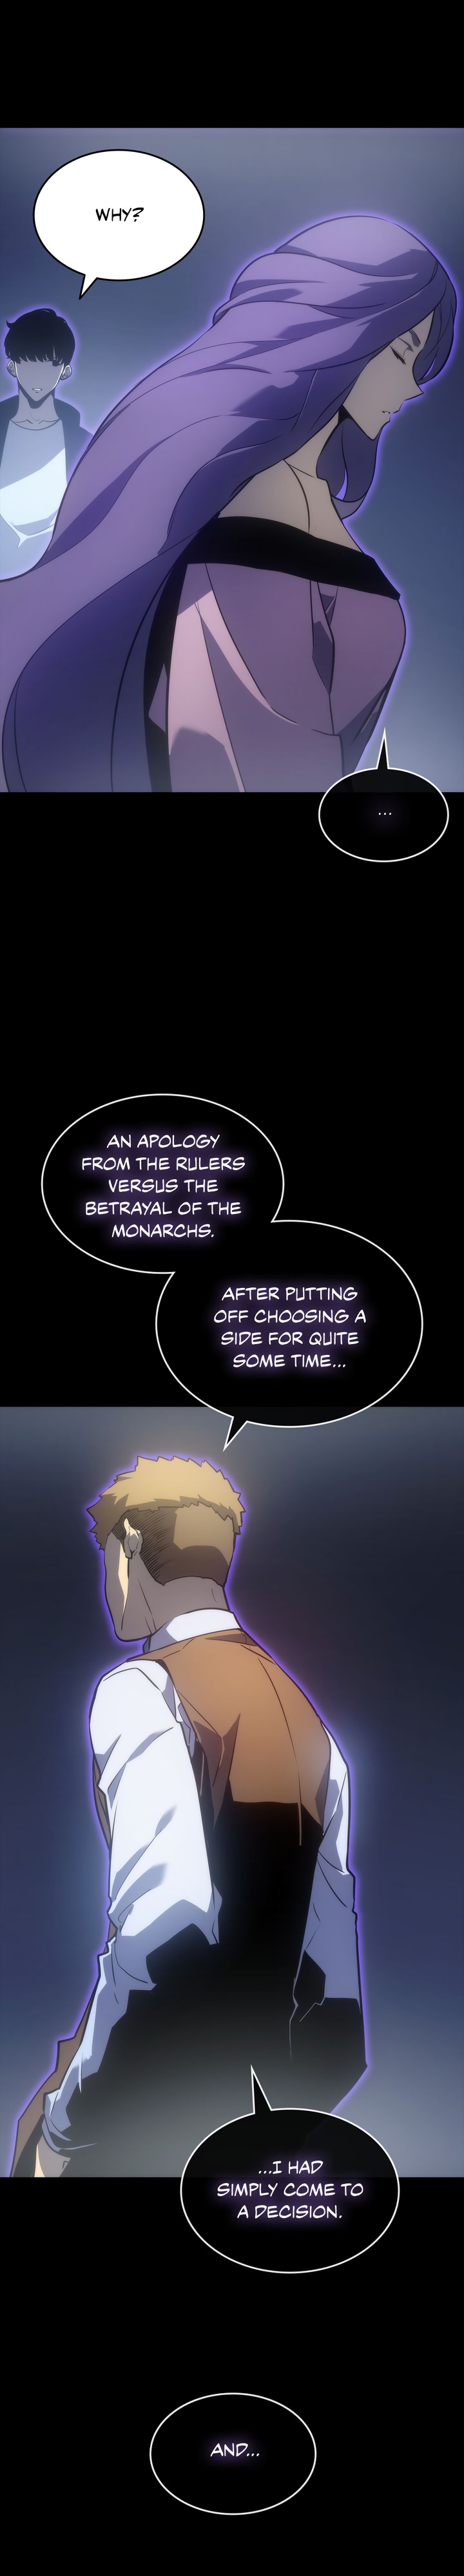 WHY?
...
AN APOLOGY
FROM THE RULERS
VERSUS THE
BETRAYAL OF THE
MONARCHS.
AFTER PUTTING
OFF CHOOSING A
SIDE FOR QUITE
SOME TIME...
...I HAD
SIMPLY COME TO
A DECISION.
AND...